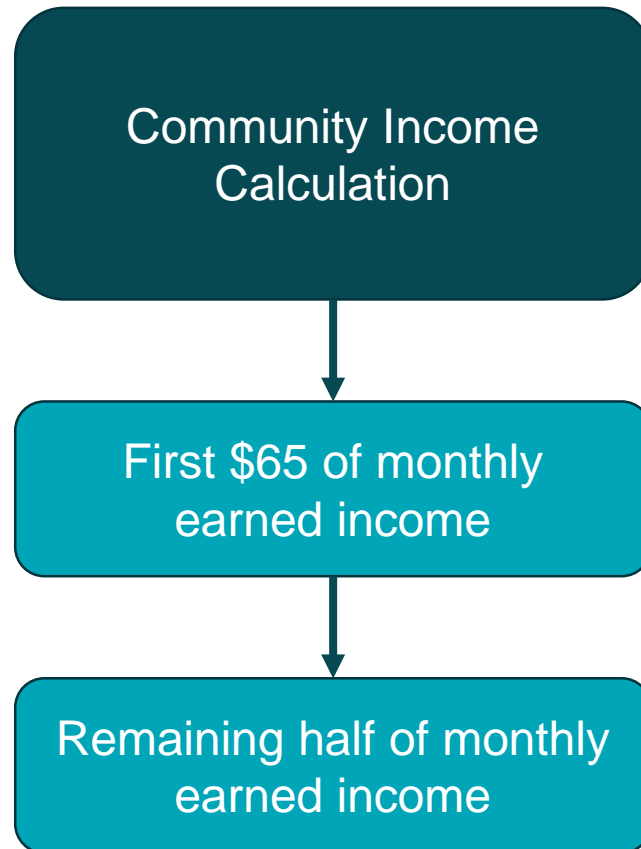 Community Income
Calculation
First $65 of monthly
earned income
Remaining half of monthly
earned income